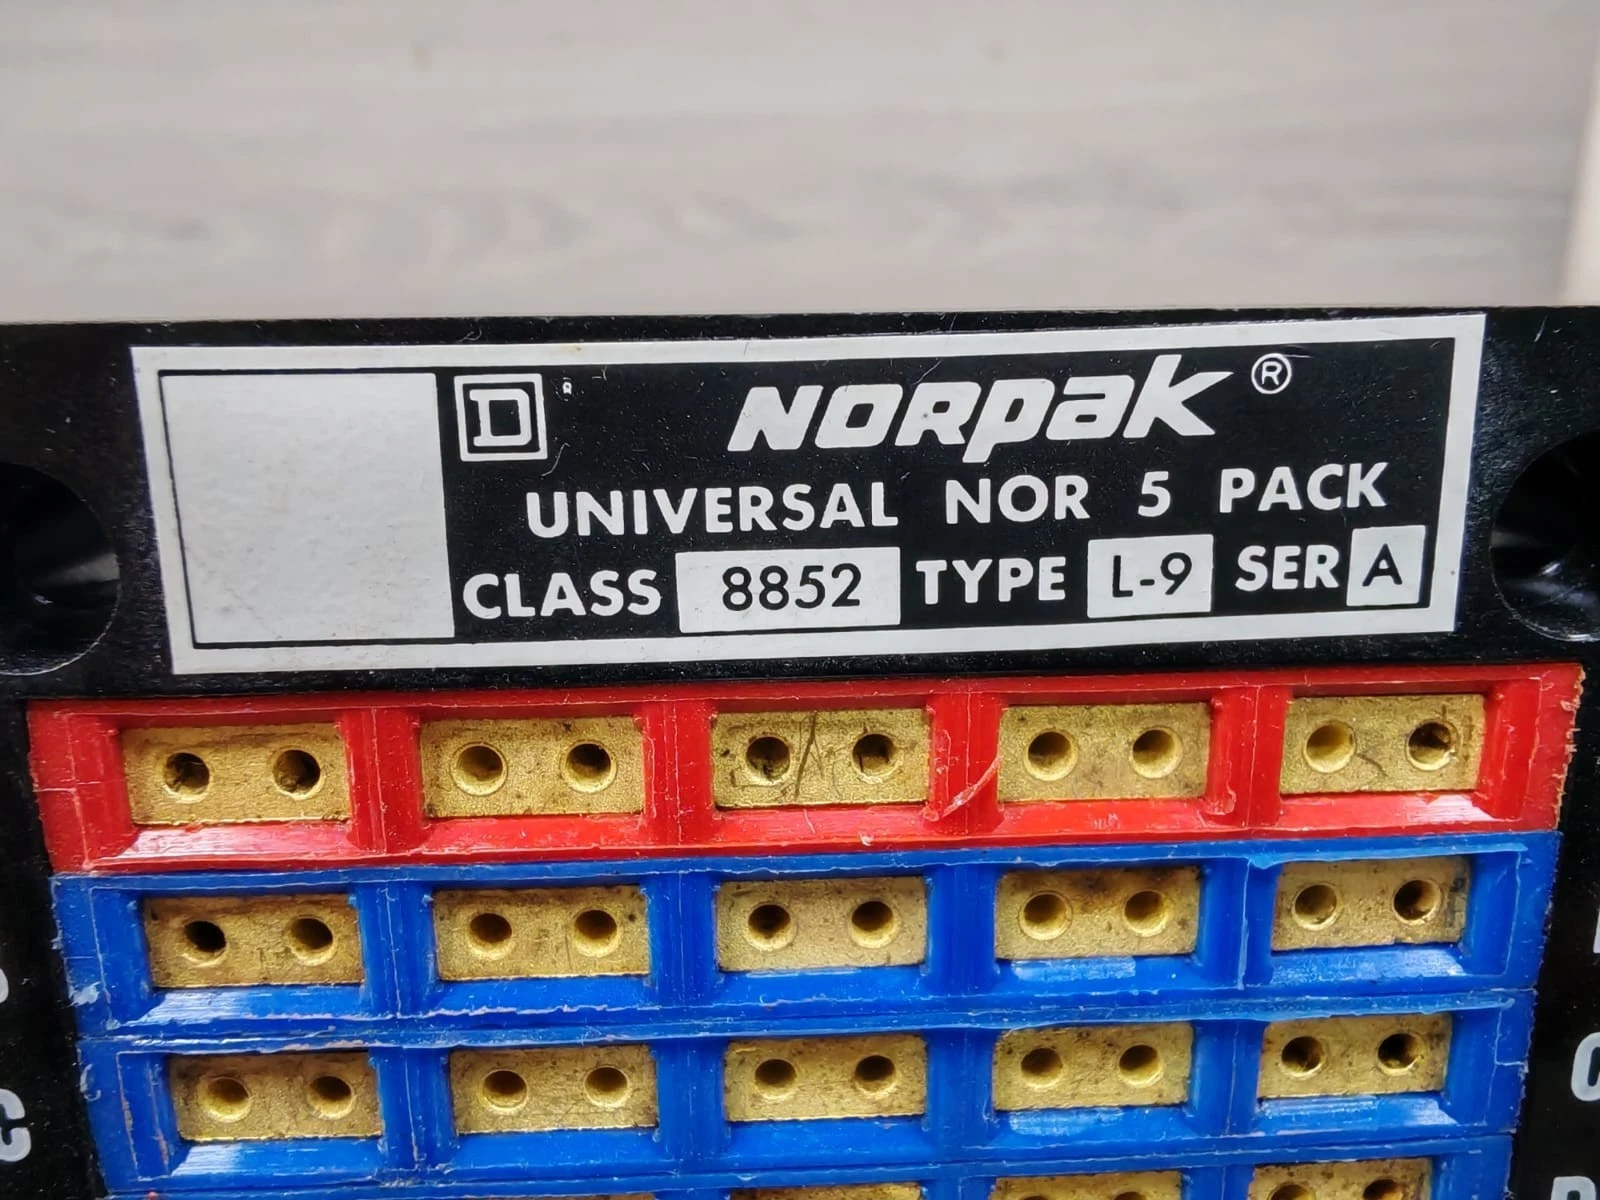 D ® NORPAK ®
UNIVERSAL NOR 5 PACK
CLASS 8852 TYPE L-9 SER A
C